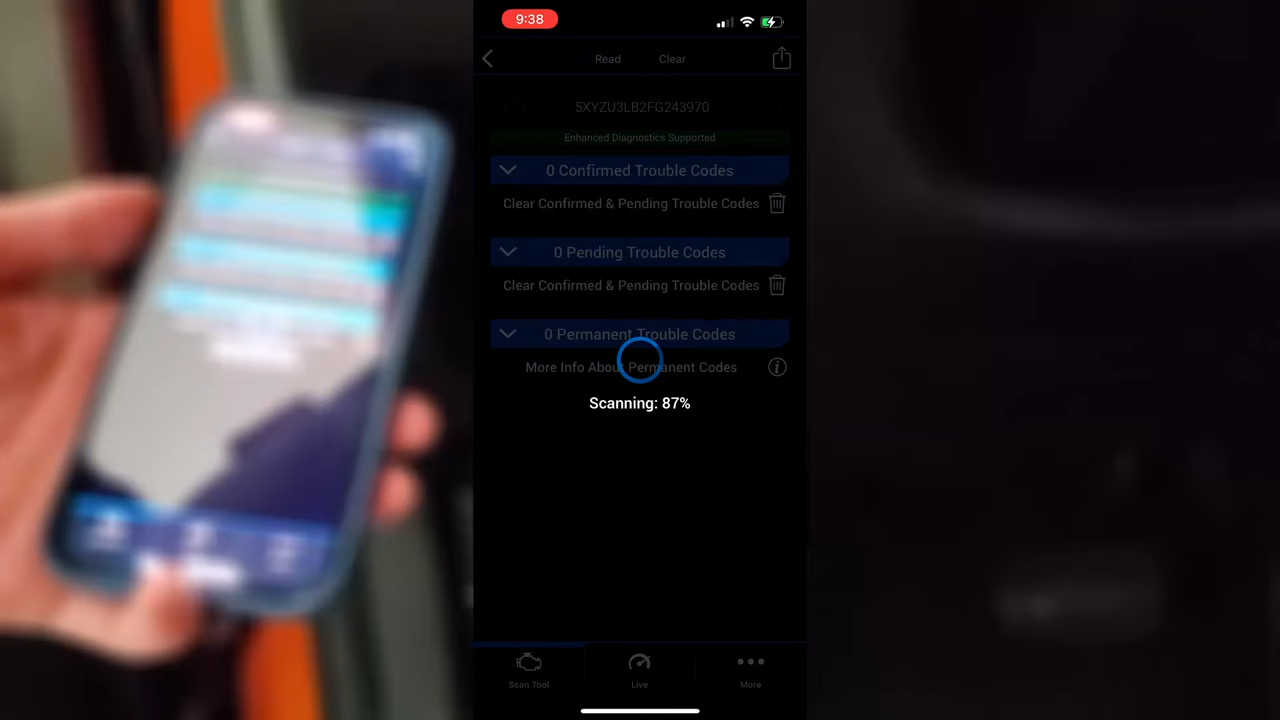 9:38
Read Clear
5XYZU3LB2FG243970
Enhanced Diagnostics Supported
0 Confirmed Trouble Codes
Clear Confirmed & Pending Trouble Codes
0 Pending Trouble Codes
Clear Confirmed & Pending Trouble Codes
0 Permanent Trouble Codes
More Info About Permanent Codes
Scanning: 87%
Scan Tool Live More